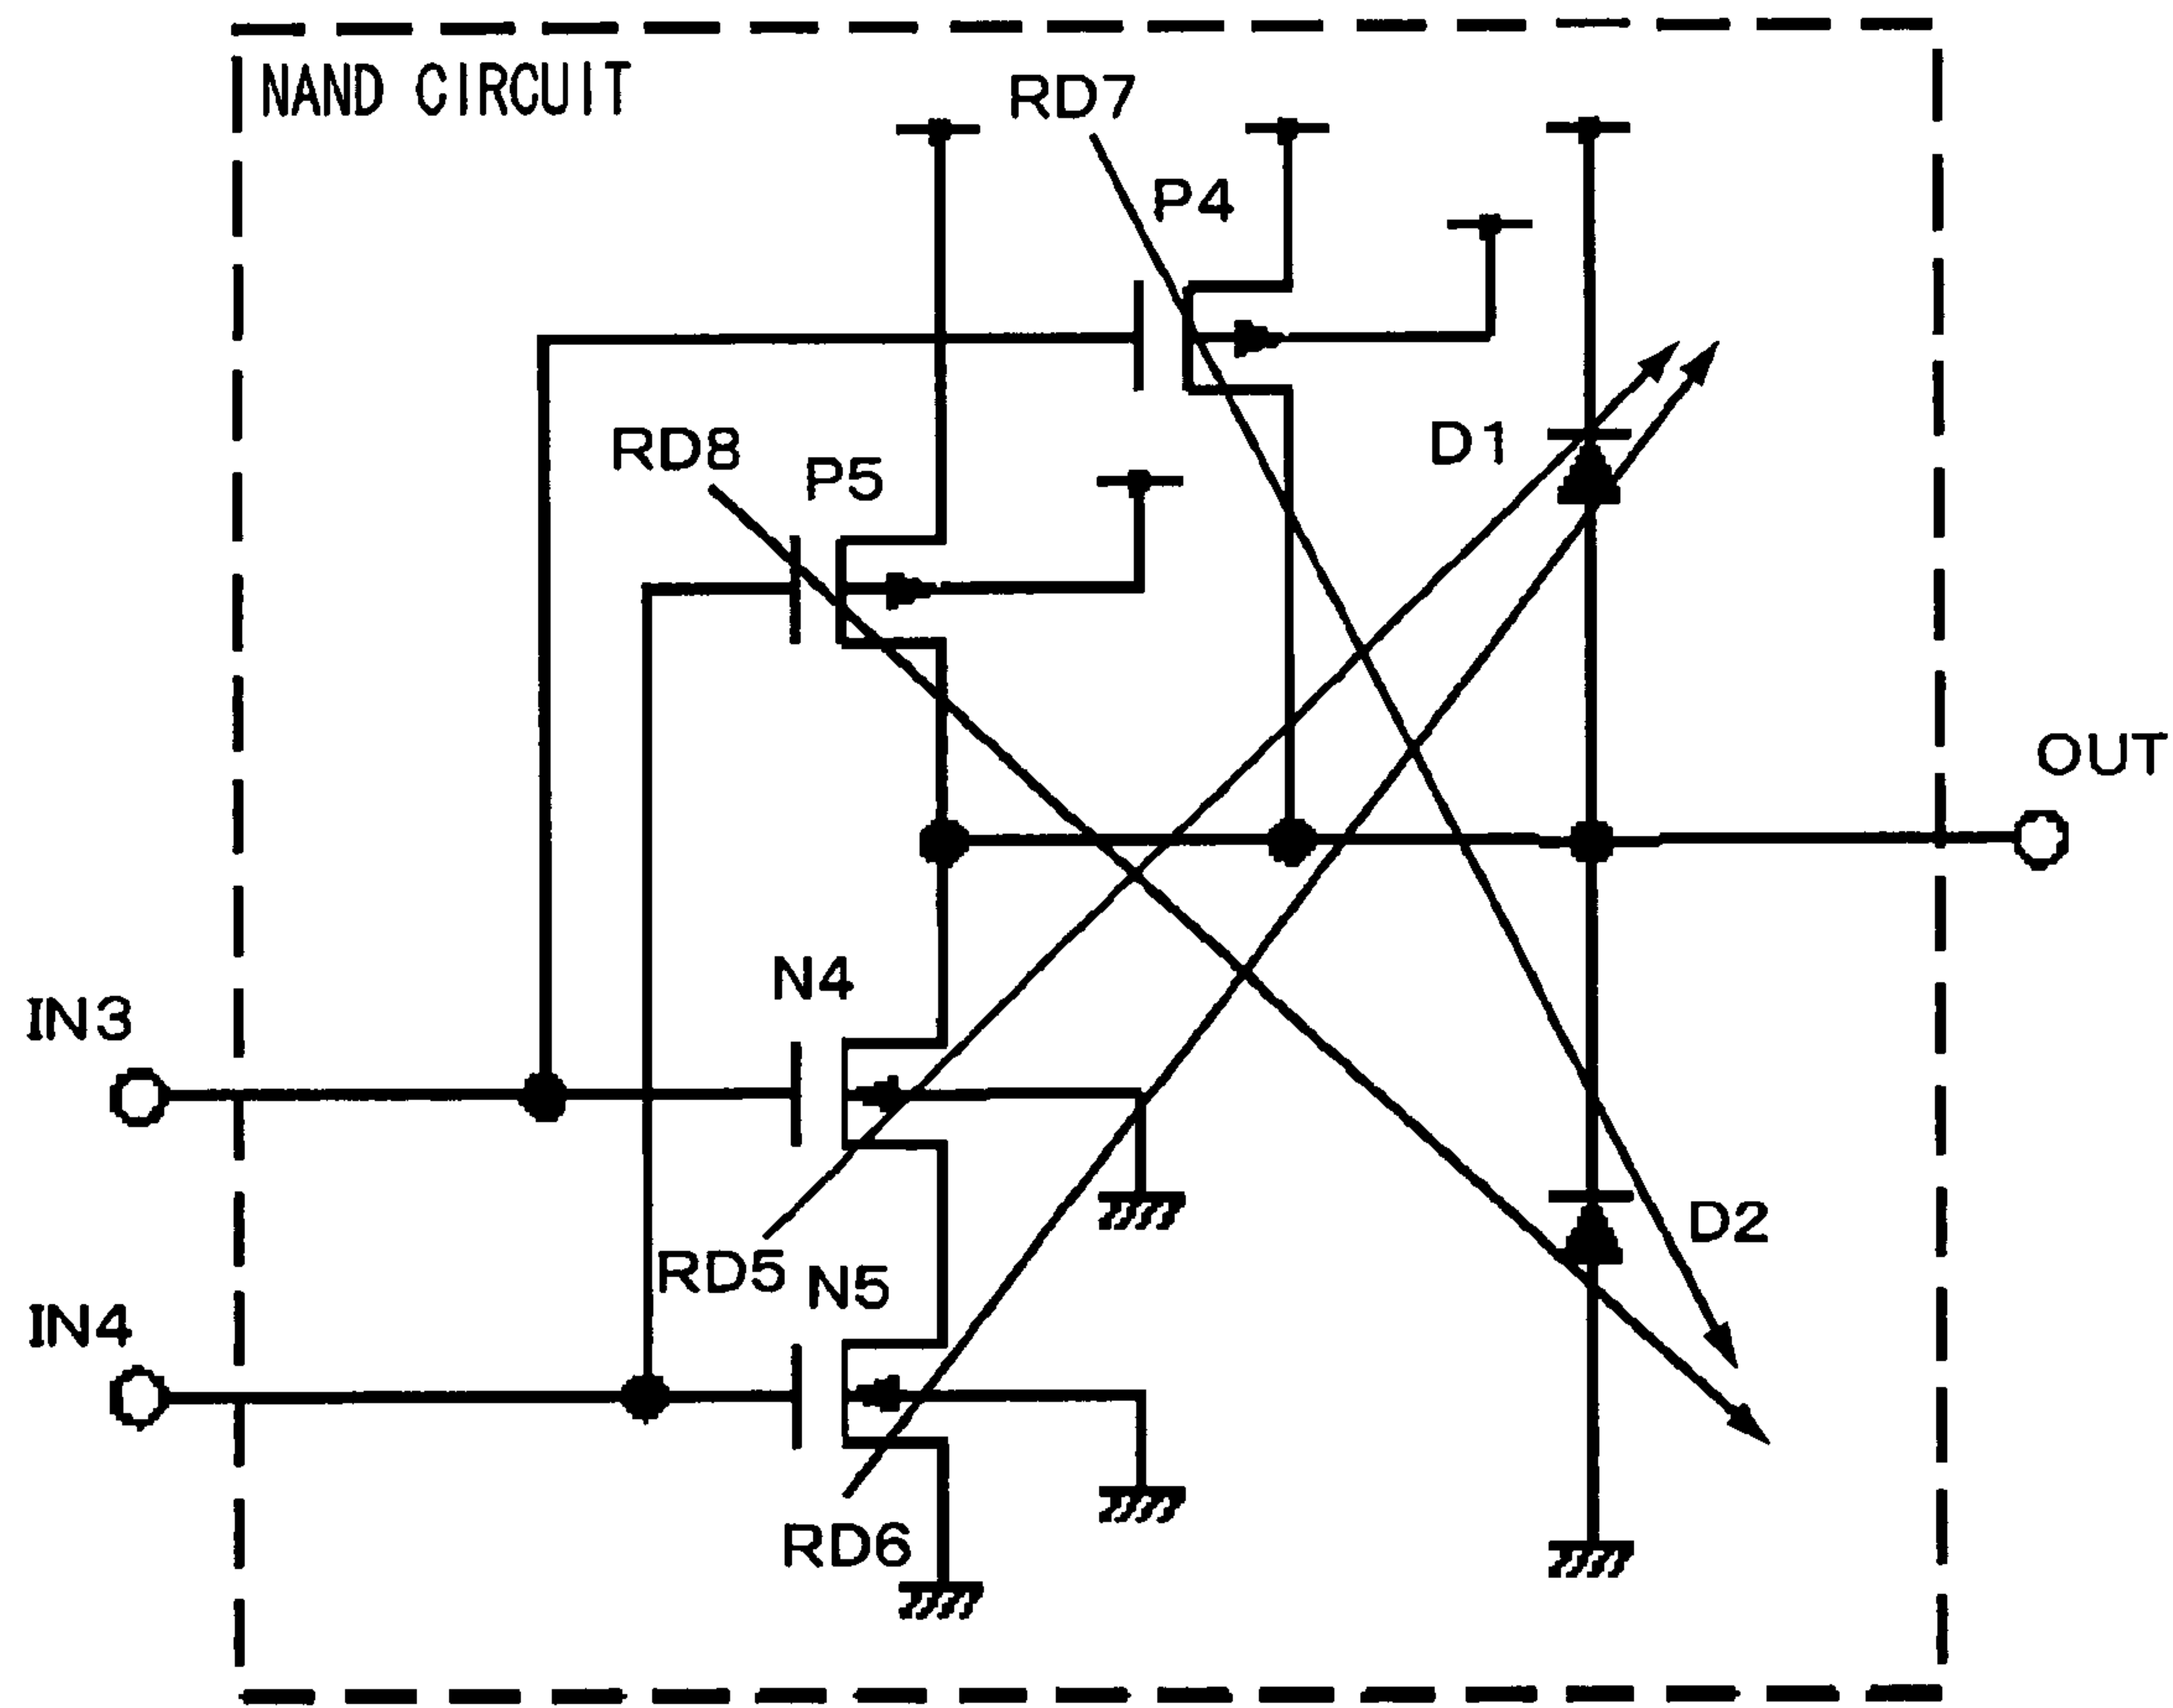 NAND CIRCUIT
RD7
P4
D1
RD8
P5
OUT
N4
IN3
D2
RD5
N5
IN4
RD6